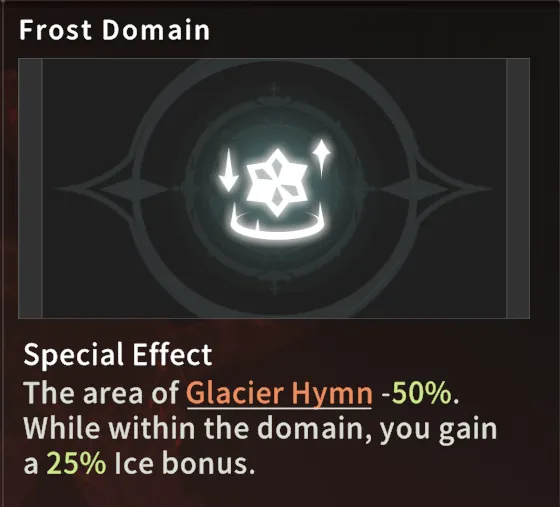 Frost Domain
Special Effect
The area of Glacier Hymn -50%.
While within the domain, you gain
a 25% Ice bonus.